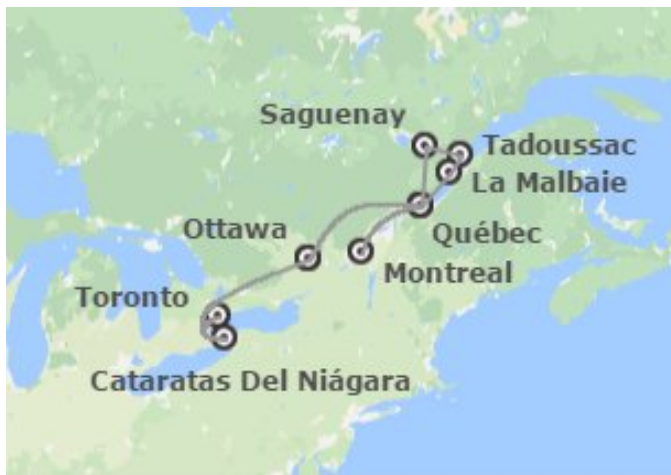 Saguenay
Tadoussac
La Malbaie
Ottawa
Québec
Montreal
Toronto
Cataratas Del Niágara